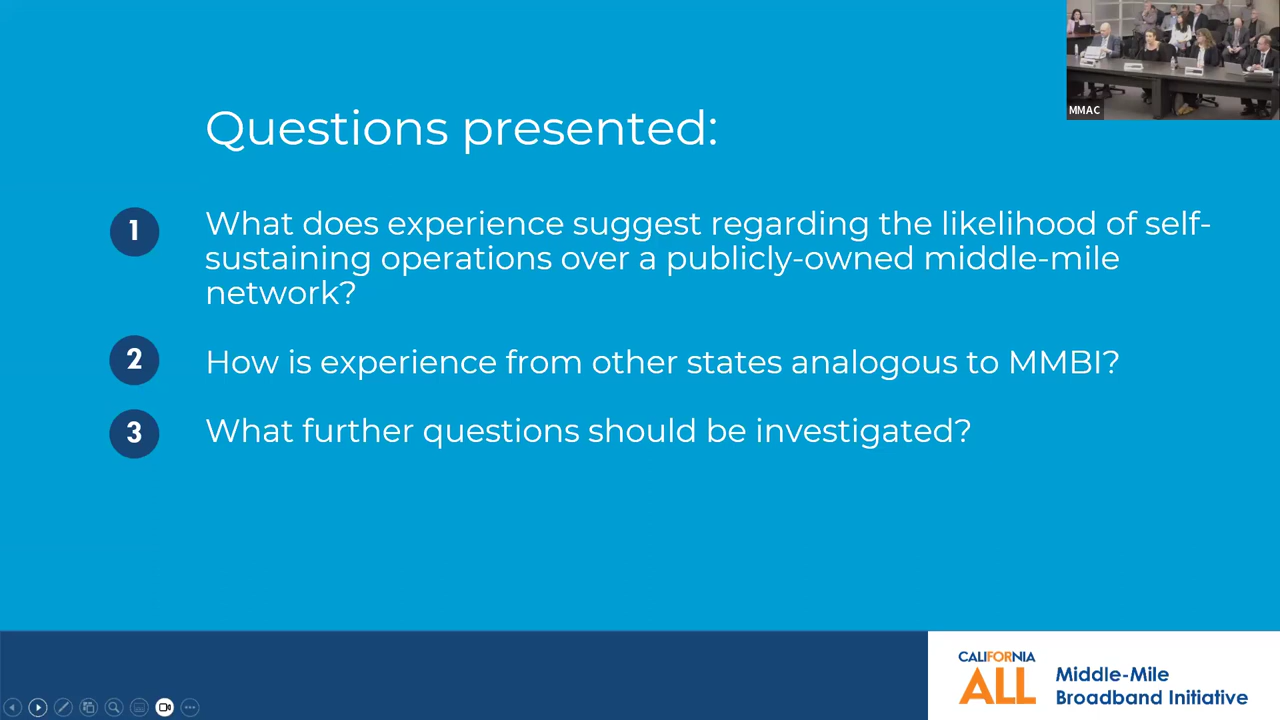 MMAC
Questions presented:
1
What does experience suggest regarding the likelihood of self-
sustaining operations over a publicly-owned middle-mile
network?
2
How is experience from other states analogous to MMBI?
3
What further questions should be investigated?
CALIFORNIA
ALL
Middle-Mile
Broadband Initiative